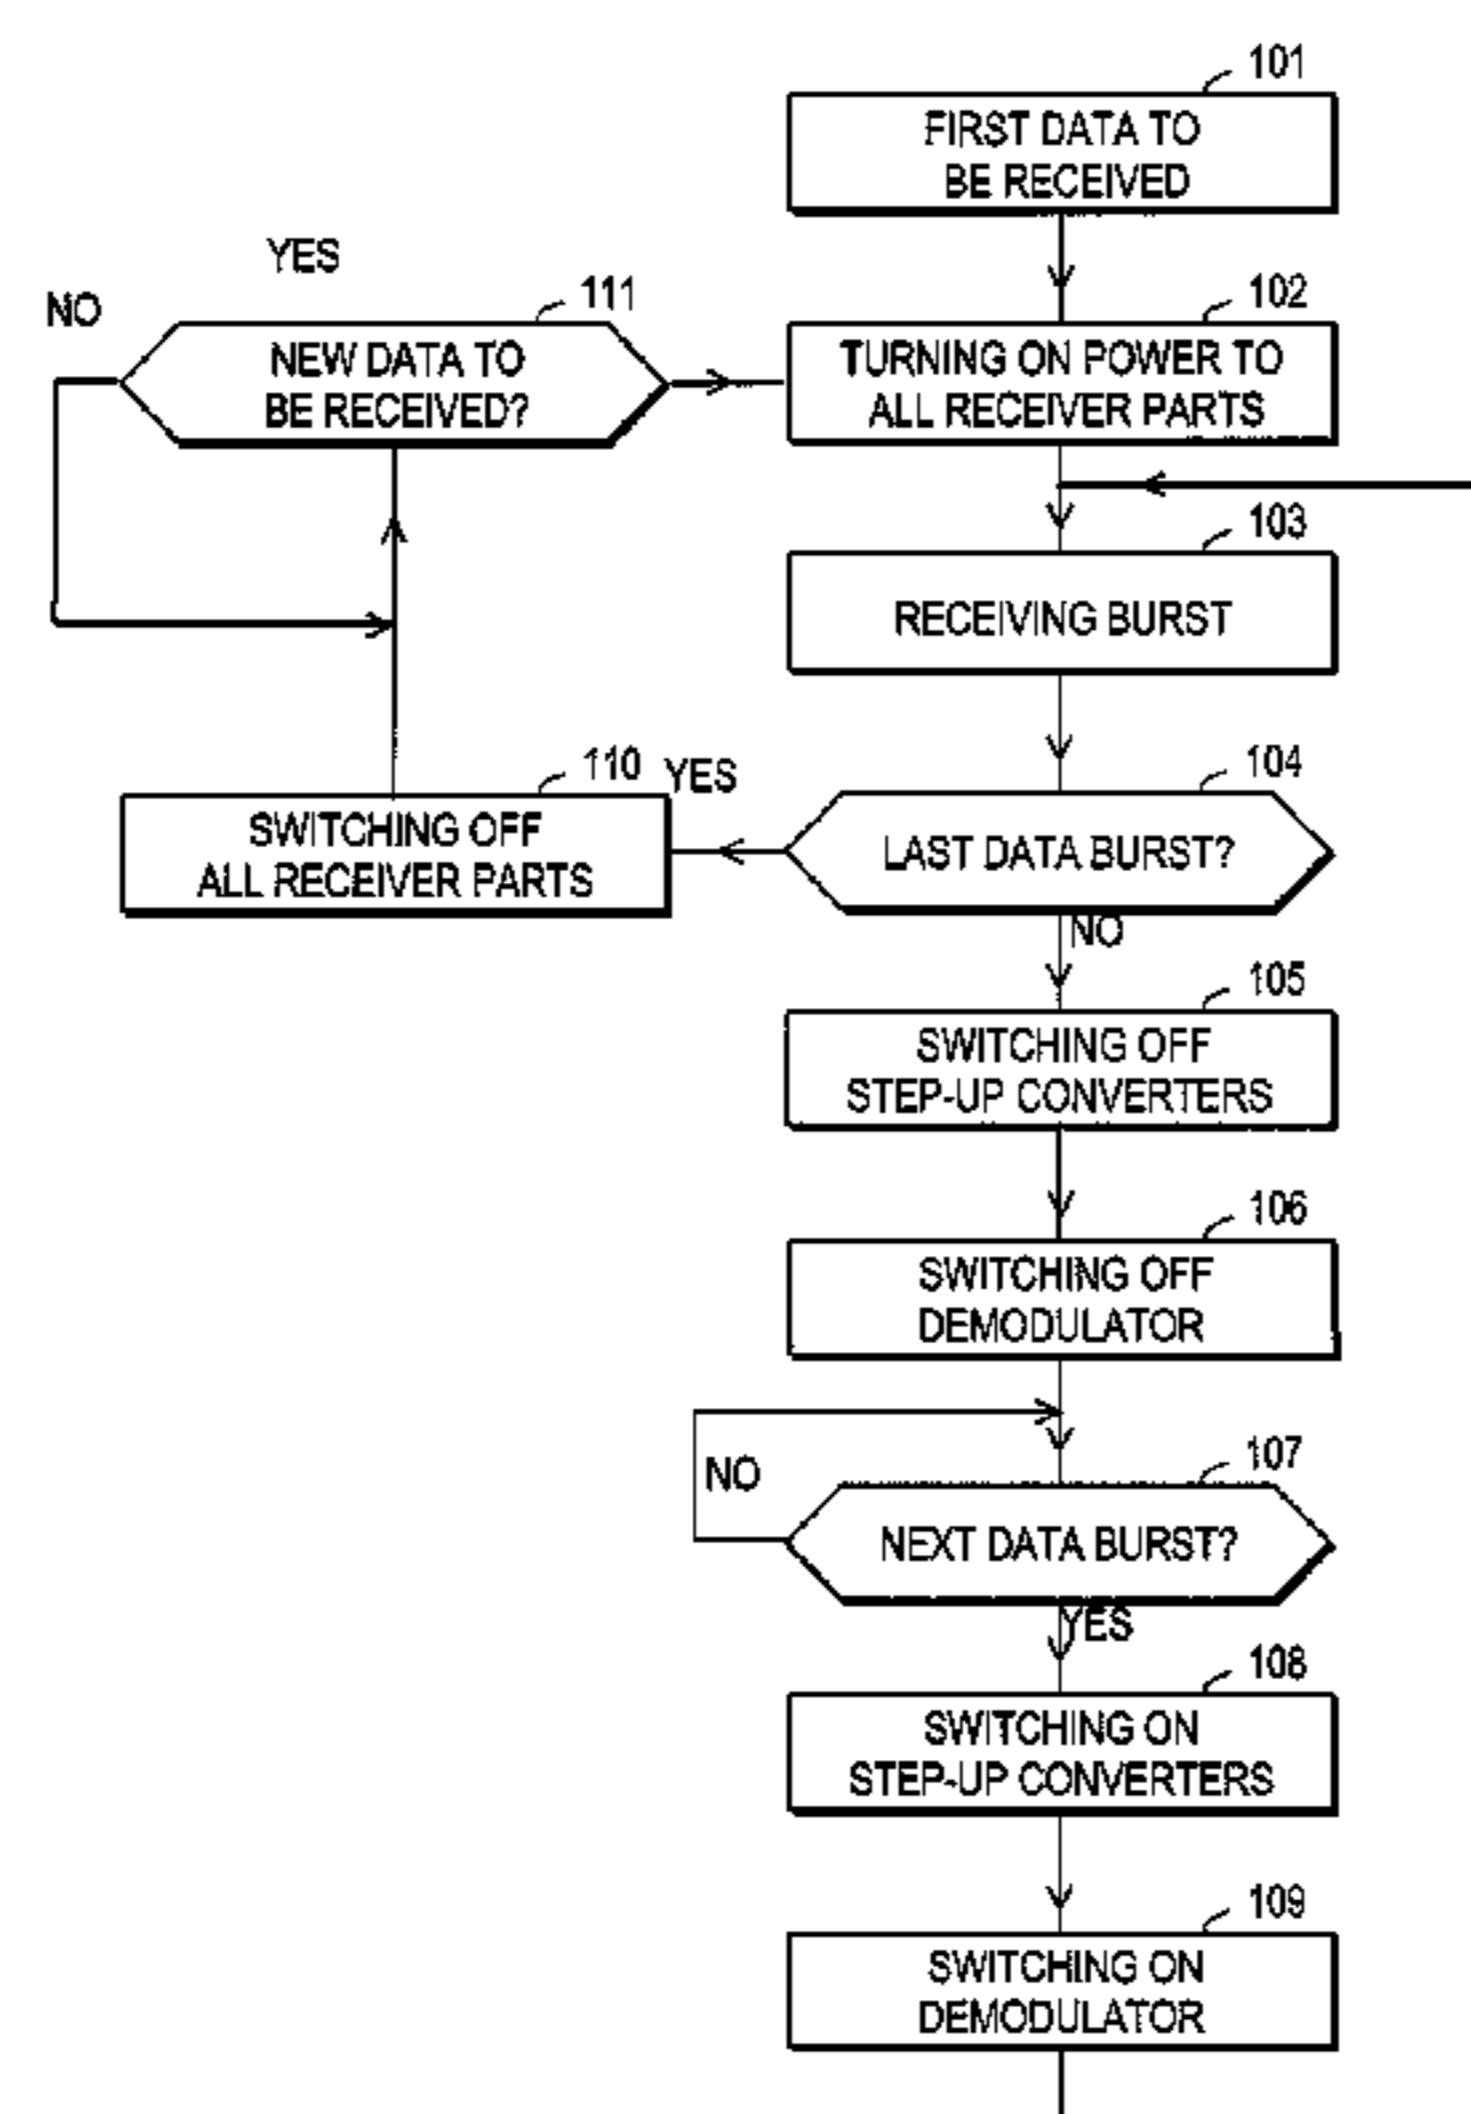 101
FIRST DATA TO
BE RECEIVED
YES
NO
111
NEW DATA TO
BE RECEIVED?
102
TURNING ON POWER TO
ALL RECEIVER PARTS
103
RECEIVING BURST
110
YES
SWITCHING OFF
ALL RECEIVER PARTS
104
LAST DATA BURST?
NO
105
SWITCHING OFF
STEP-UP CONVERTERS
106
SWITCHING OFF
DEMODULATOR
NO
107
NEXT DATA BURST?
YES
108
SWITCHING ON
STEP-UP CONVERTERS
109
SWITCHING ON
DEMODULATOR